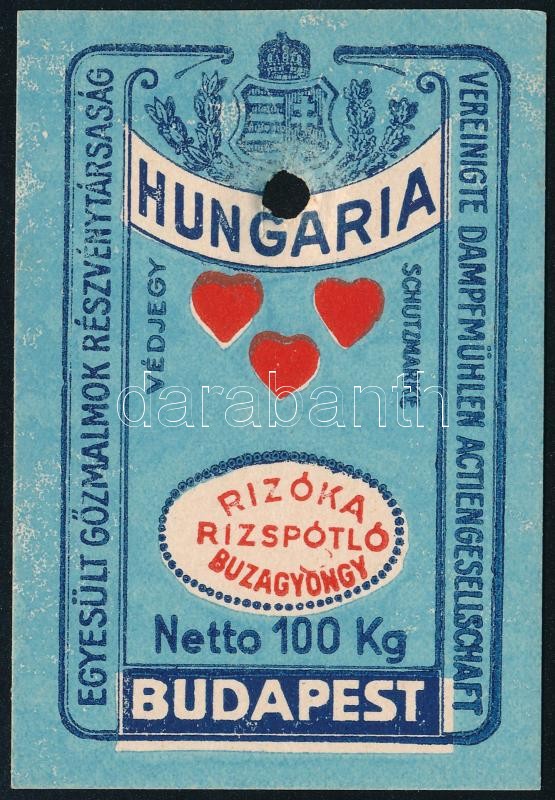 HUNGARIA
EGYESÜLT GŐZMALMOK RÉSZVÉNYTÁRSASÁG
VÉDJEGY
SCHUTZMARKE
VEREINIGTE DAMPFMÜHLEN ACTIENGESELLSCHAFT
darabanth
RIZÓKA
RIZSPÓTLÓ
BUZAGYÖNGY
Netto 100 Kg
BUDAPEST